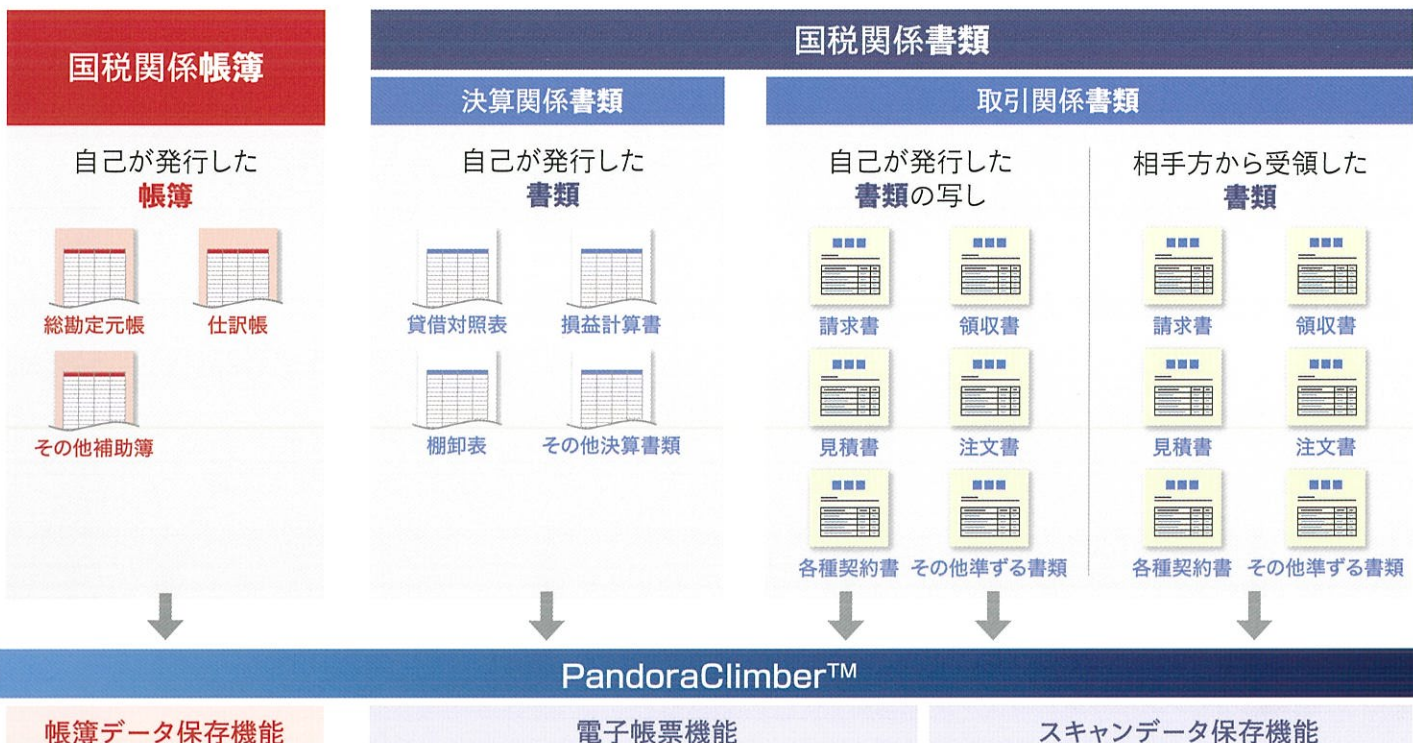 国税関係帳簿
国税関係書類
決算関係書類
取引関係書類
自己が発行した
帳簿
総勘定元帳
仕訳帳
その他補助簿
自己が発行した
書類
貸借対照表
損益計算書
棚卸表
その他決算書類
自己が発行した
書類の写し
請求書
領収書
見積書
注文書
各種契約書
その他準ずる書類
相手方から受領した
書類
請求書
領収書
見積書
注文書
各種契約書
その他準ずる書類
PandoraClimber™
帳簿データ保存機能
電子帳票機能
スキャンデータ保存機能